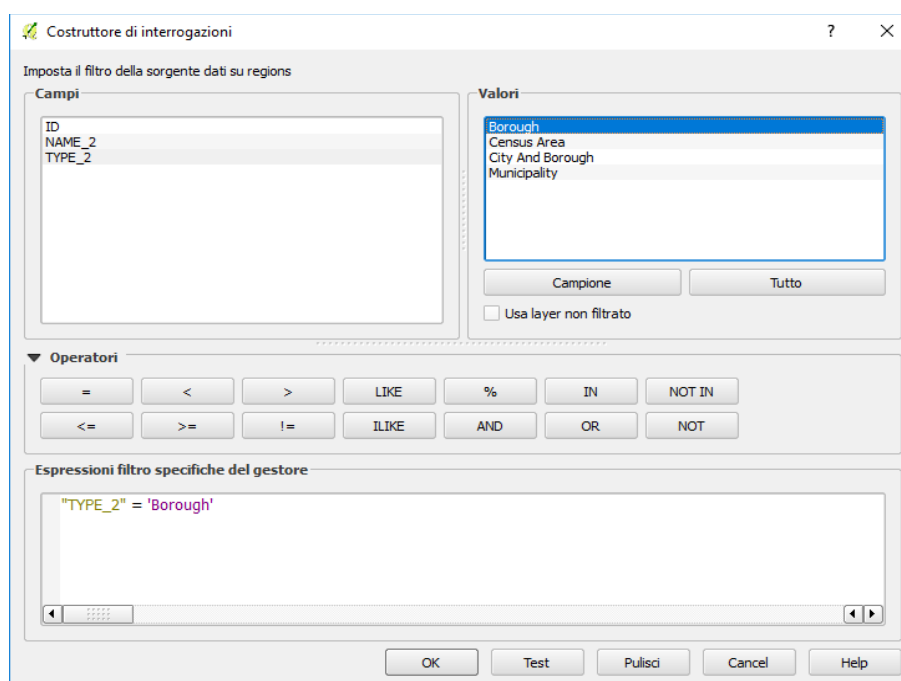 Costruttore di interrogazioni ? ×
Imposta il filtro della sorgente dati su regions
Campi
ID
NAME_2
TYPE_2
Valori
Borough
Census Area
City And Borough
Municipality
Campione Tutto
Usa layer non filtrato
Operatori
= < > LIKE % IN NOT IN
<= >= != ILIKE AND OR NOT
Espressioni filtro specifiche del gestore
"TYPE_2" = 'Borough'
OK Test Pulisci Cancel Help